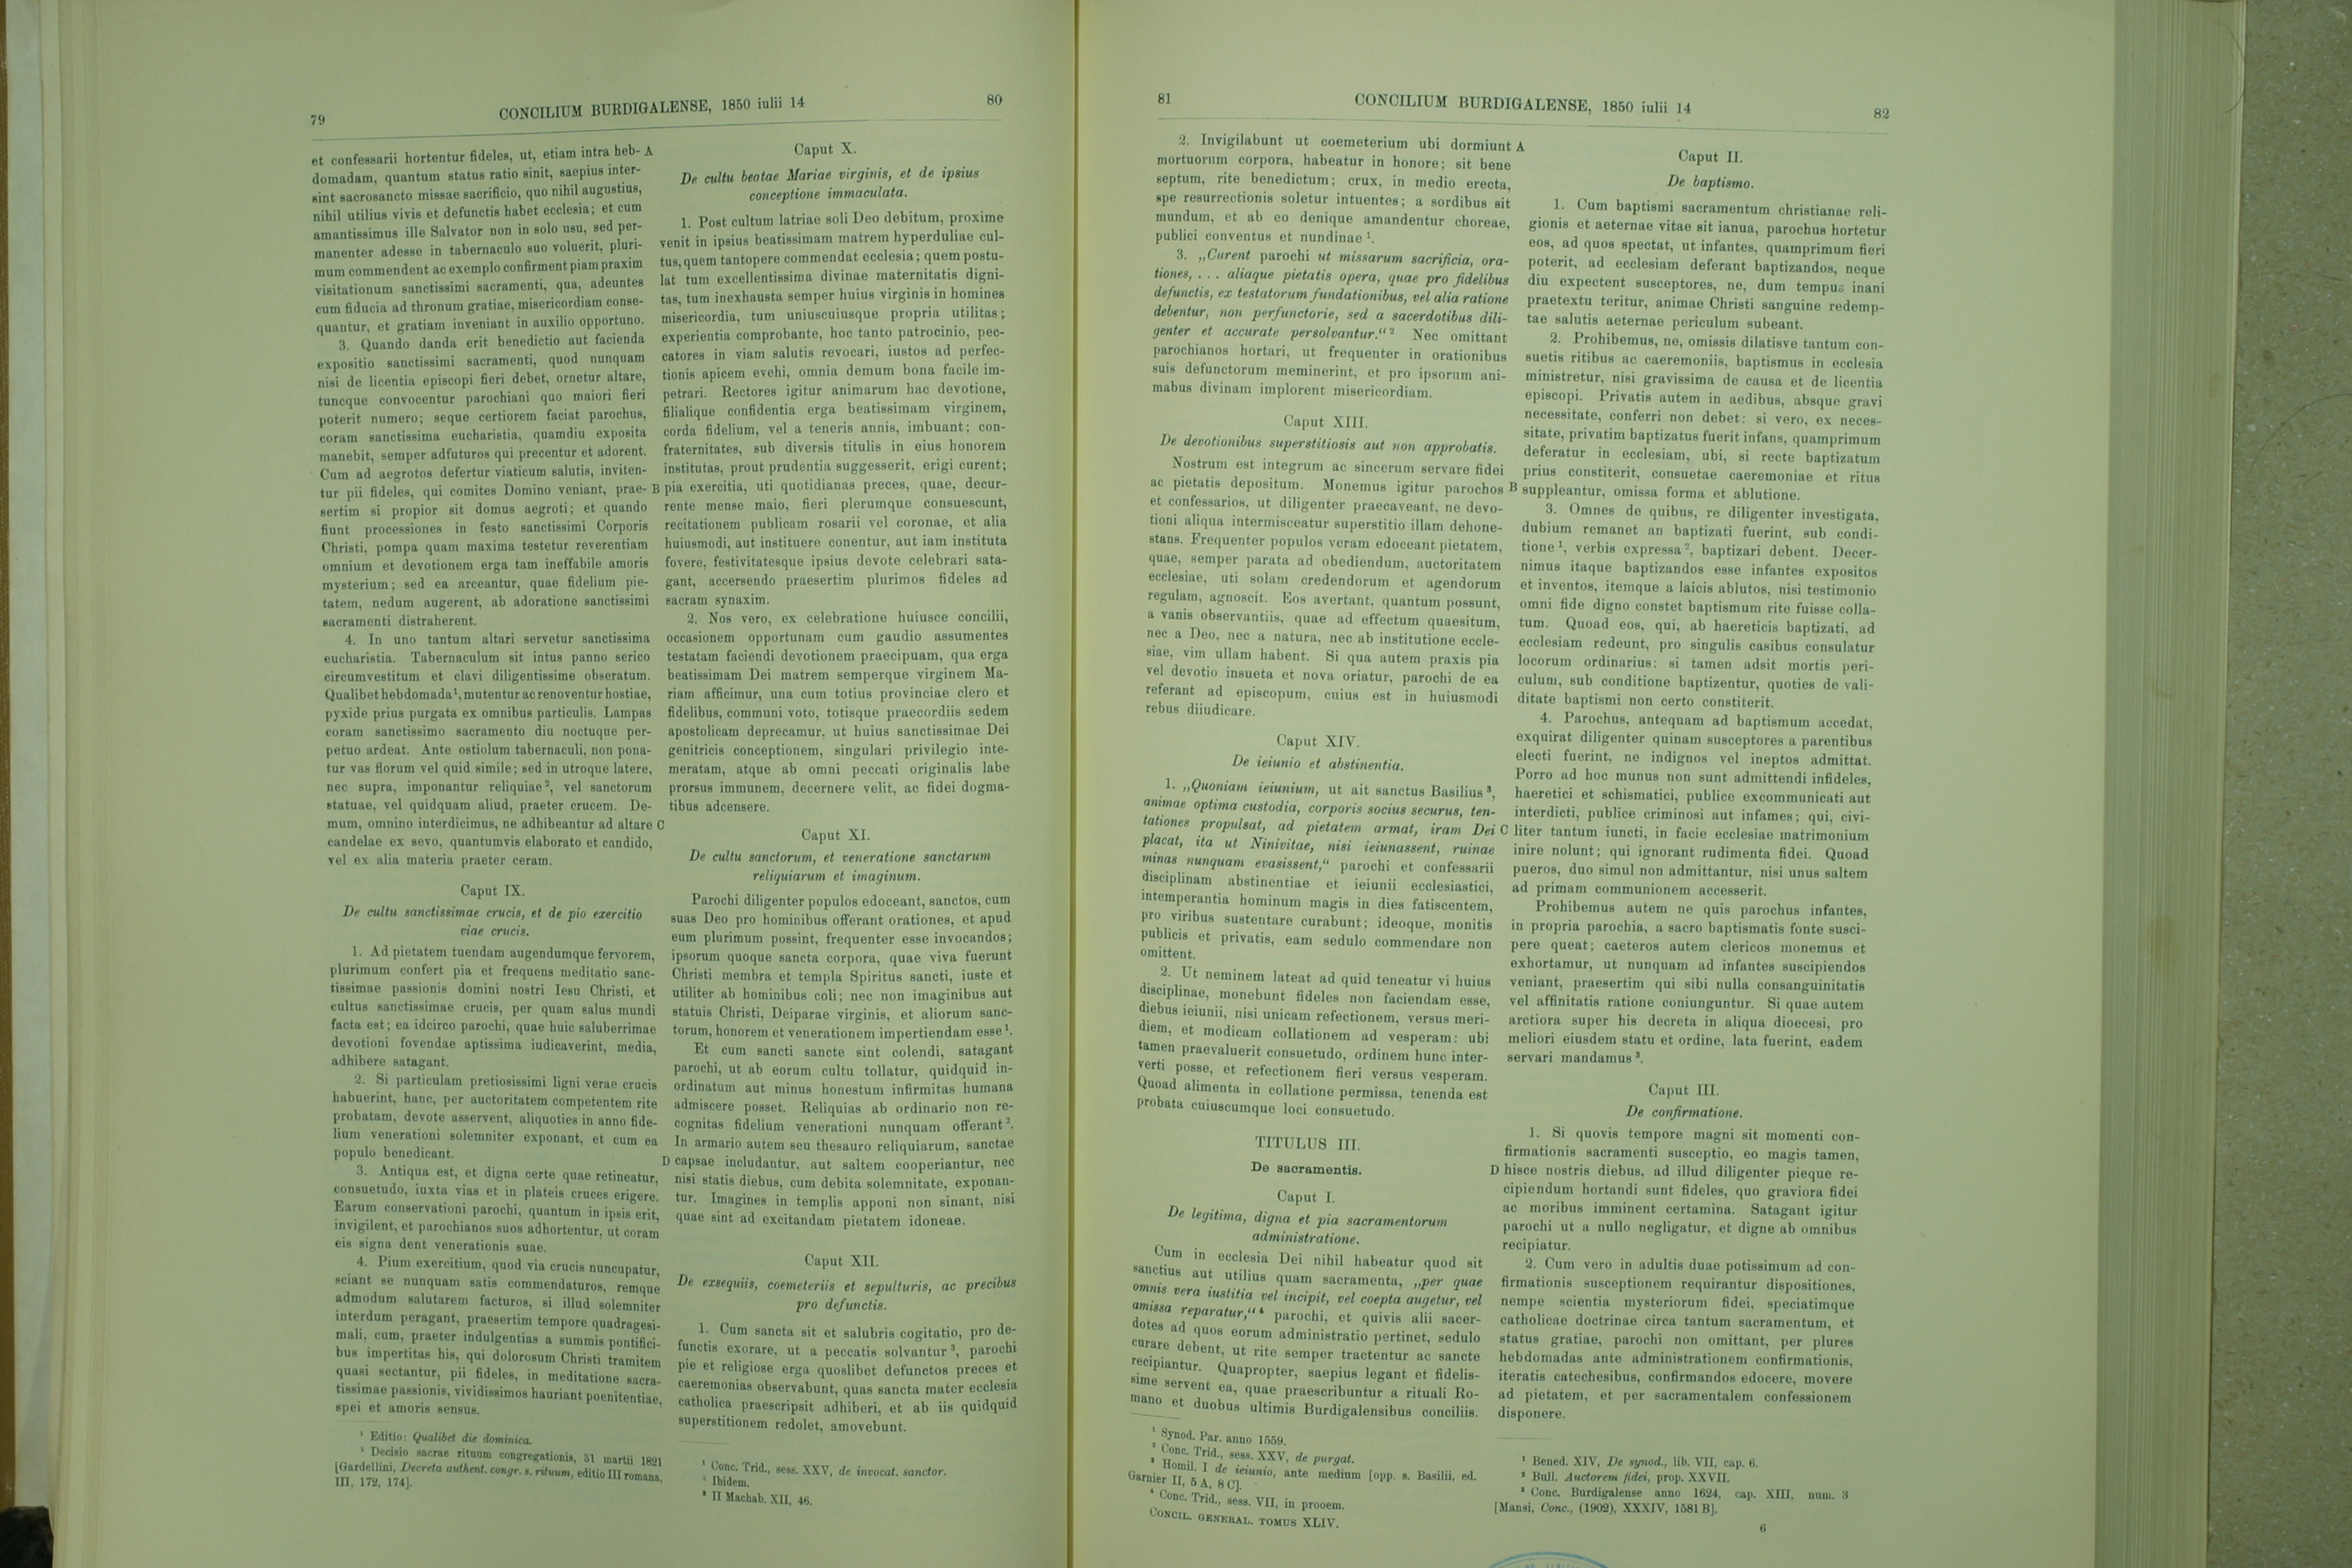 79
CONCILIUM BURDIGALENSE, 1850 iulii 14
80
et confessarii hortentur fideles, ut, etiam intra heb- A
domadam, quantum status ratio sinit, saepius inter-
sint sacrosancto missae sacrificio, quo nihil augustius,
nihil utilius vivis et defunctis habet ecclesia; et cum
amantissimus ille Salvator non in solo usu, sed per-
manenter adesse in tabernaculo suo voluerit, pluri-
mum commendent ac exemplo confirment piam praxim
visitationum sanctissimi sacramenti, qua, adeuntes
cum fiducia ad thronum gratiae, misericordiam conse-
quantur, et gratiam inveniant in auxilio opportuno.
3. Quando danda erit benedictio aut facienda
expositio sanctissimi sacramenti, quod nunquam
nisi de licentia episcopi fieri debet, ornetur altare,
tuncque convocentur parochiani quo maiori fieri
poterit numero; seque certiorem faciat parochus,
coram sanctissima eucharistia, quamdiu exposita
manebit, semper adfuturos qui precentur et adorent.
Cum ad aegrotos defertur viaticum salutis, inviten-
tur pii fideles, qui comites Domino veniant, prae- B
sertim si propior sit domus aegroti; et quando
fiunt processiones in festo sanctissimi Corporis
Christi, pompa quam maxima testetur reverentiam
omnium et devotionem erga tam ineffabile amoris
mysterium; sed ea arceantur, quae fidelium pie-
tatem, nedum augerent, ab adoratione sanctissimi
sacramenti distraherent.
4. In uno tantum altari servetur sanctissima
eucharistia. Tabernaculum sit intus panno serico
circumvestitum et clavi diligentissime obseratum.
Qualibet hebdomada¹, mutentur ac renoventur hostiae,
pyxide prius purgata ex omnibus particulis. Lampas
coram sanctissimo sacramento diu noctuque per-
petuo ardeat. Ante ostiolum tabernaculi, non pona-
tur vas florum vel quid simile; sed in utroque latere,
nec supra, imponantur reliquiae², vel sanctorum
statuae, vel quidquam aliud, praeter crucem. De-
mum, omnino interdicimus, ne adhibeantur ad altare C
candelae ex sevo, quantumvis elaborato et candido,
vel ex alia materia praeter ceram.
Caput IX.
De cultu sanctissimae crucis, et de pio exercitio
viae crucis.
1. Ad pietatem tuendam augendumque fervorem,
plurimum confert pia et frequens meditatio sanc-
tissimae passionis domini nostri Iesu Christi, et
cultus sanctissimae crucis, per quam salus mundi
facta est; ea idcirco parochi, quae huic saluberrimae
devotioni fovendae aptissima iudicaverint, media,
adhibere satagant.
2. Si particulam pretiosissimi ligni verae crucis
habuerint, hanc, per auctoritatem competentem rite
probatam, devote asservent, aliquoties in anno fide-
lium venerationi solemniter exponant, et cum ea
populo benedicant.
3. Antiqua est, et digna certe quae retineatur,
consuetudo, iuxta vias et in plateis cruces erigere.
Earum conservationi parochi, quantum in ipsis erit,
invigilent, et parochianos suos adhortentur, ut coram
eis signa dent venerationis suae.
4. Pium exercitium, quod via crucis nuncupatur,
sciant se nunquam satis commendaturos, remque
admodum salutarem facturos, si illud solemniter
interdum peragant, praesertim tempore quadragesi-
mali, cum, praeter indulgentias a summis pontifici-
bus impertitas his, qui dolorosum Christi tramitem
quasi sectantur, pii fideles, in meditatione sacra-
tissimae passionis, vividissimos hauriant poenitentiae,
spei et amoris sensus.
¹ Editio: Qualibet die dominica.
² Decisio sacrae rituum congregationis, 31 martii 1821
[Gardellini, Decreta authent. congr. s. rituum, editio III romana,
III, 172, 174].
Caput X.
De cultu beatae Mariae virginis, et de ipsius
conceptione immaculata.
1. Post cultum latriae soli Deo debitum, proxime
venit in ipsius beatissimam matrem hyperduliae cul-
tus, quem tantopere commendat ecclesia; quem postu-
lat tum excellentissima divinae maternitatis digni-
tas, tum inexhausta semper huius virginis in homines
misericordia, tum uniuscuiusque propria utilitas;
experientia comprobante, hoc tanto patrocinio, pec-
catores in viam salutis revocari, iustos ad perfec-
tionis apicem evehi, omnia demum bona facile im-
petrari. Rectores igitur animarum hac devotione,
filialique confidentia erga beatissimam virginem,
corda fidelium, vel a teneris annis, imbuant; con-
fraternitates, sub diversis titulis in eius honorem
institutas, prout prudentia suggesserit, erigi curent;
pia exercitia, uti quotidianas preces, quae, decur-
rente mense maio, fieri plerumque consuescunt,
recitationem publicam rosarii vel coronae, et alia
huiusmodi, aut instituere conentur, aut iam instituta
fovere, festivitatesque ipsius devote celebrari sata-
gant, accersendo praesertim plurimos fideles ad
sacram synaxim.
2. Nos vero, ex celebratione huiusce concilii,
occasionem opportunam cum gaudio assumentes
testatam faciendi devotionem praecipuam, qua erga
beatissimam Dei matrem semperque virginem Ma-
riam afficimur, una cum totius provinciae clero et
fidelibus, communi voto, totisque praecordiis sedem
apostolicam deprecamur, ut huius sanctissimae Dei
genitricis conceptionem, singulari privilegio inte-
meratam, atque ab omni peccati originalis labe
prorsus immunem, decernere velit, ac fidei dogma-
tibus adcensere.
Caput XI.
De cultu sanctorum, et veneratione sanctarum
reliquiarum et imaginum.
Parochi diligenter populos edoceant, sanctos, cum
suas Deo pro hominibus offerant orationes, et apud
eum plurimum possint, frequenter esse invocandos;
ipsorum quoque sancta corpora, quae viva fuerunt
Christi membra et templa Spiritus sancti, iuste et
utiliter ab hominibus coli; nec non imaginibus aut
statuis Christi, Deiparae virginis, et aliorum sanc-
torum, honorem et venerationem impertiendam esse¹.
Et cum sancti sancte sint colendi, satagant
parochi, ut ab eorum cultu tollatur, quidquid in-
ordinatum aut minus honestum infirmitas humana
admiscere posset. Reliquias ab ordinario non re-
cognitas fidelium venerationi nunquam offerant².
In armario autem seu thesauro reliquiarum, sanctae
D capsae includantur, aut saltem cooperiantur, nec
nisi statis diebus, cum debita solemnitate, exponan-
tur. Imagines in templis apponi non sinant, nisi
quae sint ad excitandam pietatem idoneae.
Caput XII.
De exsequiis, coemeteriis et sepulturis, ac precibus
pro defunctis.
1. Cum sancta sit et salubris cogitatio, pro de-
functis exorare, ut a peccatis solvantur³, parochi
pie et religiose erga quoslibet defunctos preces et
caeremonias observabunt, quas sancta mater ecclesia
catholica praescripsit adhiberi, et ab iis quidquid
superstitionem redolet, amovebunt.
¹ Conc. Trid., sess. XXV, de invocat. sanctor.
² Ibidem.
³ II Machab. XII, 46.
81
CONCILIUM BURDIGALENSE, 1850 iulii 14
82
2. Invigilabunt ut coemeterium ubi dormiunt A
mortuorum corpora, habeatur in honore; sit bene
septum, rite benedictum; crux, in medio erecta,
spe resurrectionis soletur intuentes; a sordibus sit
mundum, et ab eo denique amandentur choreae,
publici conventus et nundinae¹.
3. „Curent parochi ut missarum sacrificia, ora-
tiones, . . . aliaque pietatis opera, quae pro fidelibus
defunctis, ex testatorum fundationibus, vel alia ratione
debentur, non perfunctorie, sed a sacerdotibus dili-
genter et accurate persolvantur.“² Nec omittant
parochianos hortari, ut frequenter in orationibus
suis defunctorum meminerint, et pro ipsorum ani-
mabus divinam implorent misericordiam.
Caput XIII.
De devotionibus superstitiosis aut non approbatis.
Nostrum est integrum ac sincerum servare fidei
ac pietatis depositum. Monemus igitur parochos B
et confessarios, ut diligenter praecaveant, ne devo-
tioni aliqua intermisceatur superstitio illam dehone-
stans. Frequenter populos veram edoceant pietatem,
quae, semper parata ad obediendum, auctoritatem
ecclesiae, uti solam credendorum et agendorum
regulam, agnoscit. Eos avertant, quantum possunt,
a vanis observantiis, quae ad effectum quaesitum,
nec a Deo, nec a natura, nec ab institutione eccle-
siae, vim ullam habent. Si qua autem praxis pia
vel devotio insueta et nova oriatur, parochi de ea
referant ad episcopum, cuius est in huiusmodi
rebus diiudicare.
Caput XIV.
De ieiunio et abstinentia.
1. „Quoniam ieiunium, ut ait sanctus Basilius³,
animae optima custodia, corporis socius securus, ten-
tationes propulsat, ad pietatem armat, iram Dei C
placat, ita ut Ninivitae, nisi ieiunassent, ruinae
minas nunquam evasissent,“ parochi et confessarii
disciplinam abstinentiae et ieiunii ecclesiastici,
intemperantia hominum magis in dies fatiscentem,
pro viribus sustentare curabunt; ideoque, monitis
publicis et privatis, eam sedulo commendare non
omittent.
2. Ut neminem lateat ad quid teneatur vi huius
disciplinae, monebunt fideles non faciendam esse,
diebus ieiunii, nisi unicam refectionem, versus meri-
diem, et modicam collationem ad vesperam: ubi
tamen praevaluerit consuetudo, ordinem hunc inter-
verti posse, et refectionem fieri versus vesperam.
Quoad alimenta in collatione permissa, tenenda est
probata cuiuscumque loci consuetudo.
TITULUS III.
De sacramentis.
Caput I.
De legitima, digna et pia sacramentorum
administratione.
Cum in ecclesia Dei nihil habeatur quod sit
sanctius aut utilius quam sacramenta, „per quae
omnis vera iustitia vel incipit, vel coepta augetur, vel
amissa reparatur,“⁴ parochi, et quivis alii sacer-
dotes ad quos eorum administratio pertinet, sedulo
curare debent, ut rite semper tractentur ac sancte
recipiantur. Quapropter, saepius legant et fidelis-
sime servent ea, quae praescribuntur a rituali Ro-
mano et duobus ultimis Burdigalensibus conciliis.
¹ Synod. Par. anno 1559.
² Conc. Trid., sess. XXV, de purgat.
³ Homil. I de ieiunio, ante medium [opp. s. Basilii, ed.
Garnier II, 5 A, 8 C].
⁴ Conc. Trid., sess. VII, in prooem.
CONCIL. GENERAL. TOMUS XLIV.
Caput II.
De baptismo.
1. Cum baptismi sacramentum christianae reli-
gionis et aeternae vitae sit ianua, parochus hortetur
eos, ad quos spectat, ut infantes, quamprimum fieri
poterit, ad ecclesiam deferant baptizandos, neque
diu expectent susceptores, ne, dum tempus inani
praetextu teritur, animae Christi sanguine redemp-
tae salutis aeternae periculum subeant.
2. Prohibemus, ne, omissis dilatisve tantum con-
suetis ritibus ac caeremoniis, baptismus in ecclesia
ministretur, nisi gravissima de causa et de licentia
episcopi. Privatis autem in aedibus, absque gravi
necessitate, conferri non debet: si vero, ex neces-
sitate, privatim baptizatus fuerit infans, quamprimum
deferatur in ecclesiam, ubi, si recte baptizatum
prius constiterit, consuetae caeremoniae et ritus
suppleantur, omissa forma et ablutione.
3. Omnes de quibus, re diligenter investigata,
dubium remanet an baptizati fuerint, sub condi-
tione¹, verbis expressa², baptizari debent. Decer-
nimus itaque baptizandos esse infantes expositos
et inventos, itemque a laicis ablutos, nisi testimonio
omni fide digno constet baptismum rite fuisse colla-
tum. Quoad eos, qui, ab haereticis baptizati, ad
ecclesiam redeunt, pro singulis casibus consulatur
locorum ordinarius: si tamen adsit mortis peri-
culum, sub conditione baptizentur, quoties de vali-
ditate baptismi non certo constiterit.
4. Parochus, antequam ad baptismum accedat,
exquirat diligenter quinam susceptores a parentibus
electi fuerint, ne indignos vel ineptos admittat.
Porro ad hoc munus non sunt admittendi infideles,
haeretici et schismatici, publice excommunicati aut
interdicti, publice criminosi aut infames; qui, civi-
liter tantum iuncti, in facie ecclesiae matrimonium
inire nolunt; qui ignorant rudimenta fidei. Quoad
pueros, duo simul non admittantur, nisi unus saltem
ad primam communionem accesserit.
Prohibemus autem ne quis parochus infantes,
in propria parochia, a sacro baptismatis fonte susci-
pere queat; caeteros autem clericos monemus et
exhortamur, ut nunquam ad infantes suscipiendos
veniant, praesertim qui sibi nulla consanguinitatis
vel affinitatis ratione coniunguntur. Si quae autem
arctiora super his decreta in aliqua dioecesi, pro
meliori eiusdem statu et ordine, lata fuerint, eadem
servari mandamus³.
Caput III.
De confirmatione.
1. Si quovis tempore magni sit momenti con-
firmationis sacramenti susceptio, eo magis tamen,
D hisce nostris diebus, ad illud diligenter pieque re-
cipiendum hortandi sunt fideles, quo graviora fidei
ac moribus imminent certamina. Satagant igitur
parochi ut a nullo negligatur, et digne ab omnibus
recipiatur.
2. Cum vero in adultis duae potissimum ad con-
firmationis susceptionem requirantur dispositiones,
nempe scientia mysteriorum fidei, speciatimque
catholicae doctrinae circa tantum sacramentum, et
status gratiae, parochi non omittant, per plures
hebdomadas ante administrationem confirmationis,
iteratis catechesibus, confirmandos edocere, movere
ad pietatem, et per sacramentalem confessionem
disponere.
¹ Bened. XIV, De synod., lib. VII, cap. 6.
² Bull. Auctorem fidei, prop. XXVII.
³ Conc. Burdigalense anno 1624, cap. XIII, num. 3
[Mansi, Conc., (1902), XXXIV, 1581 B].
6